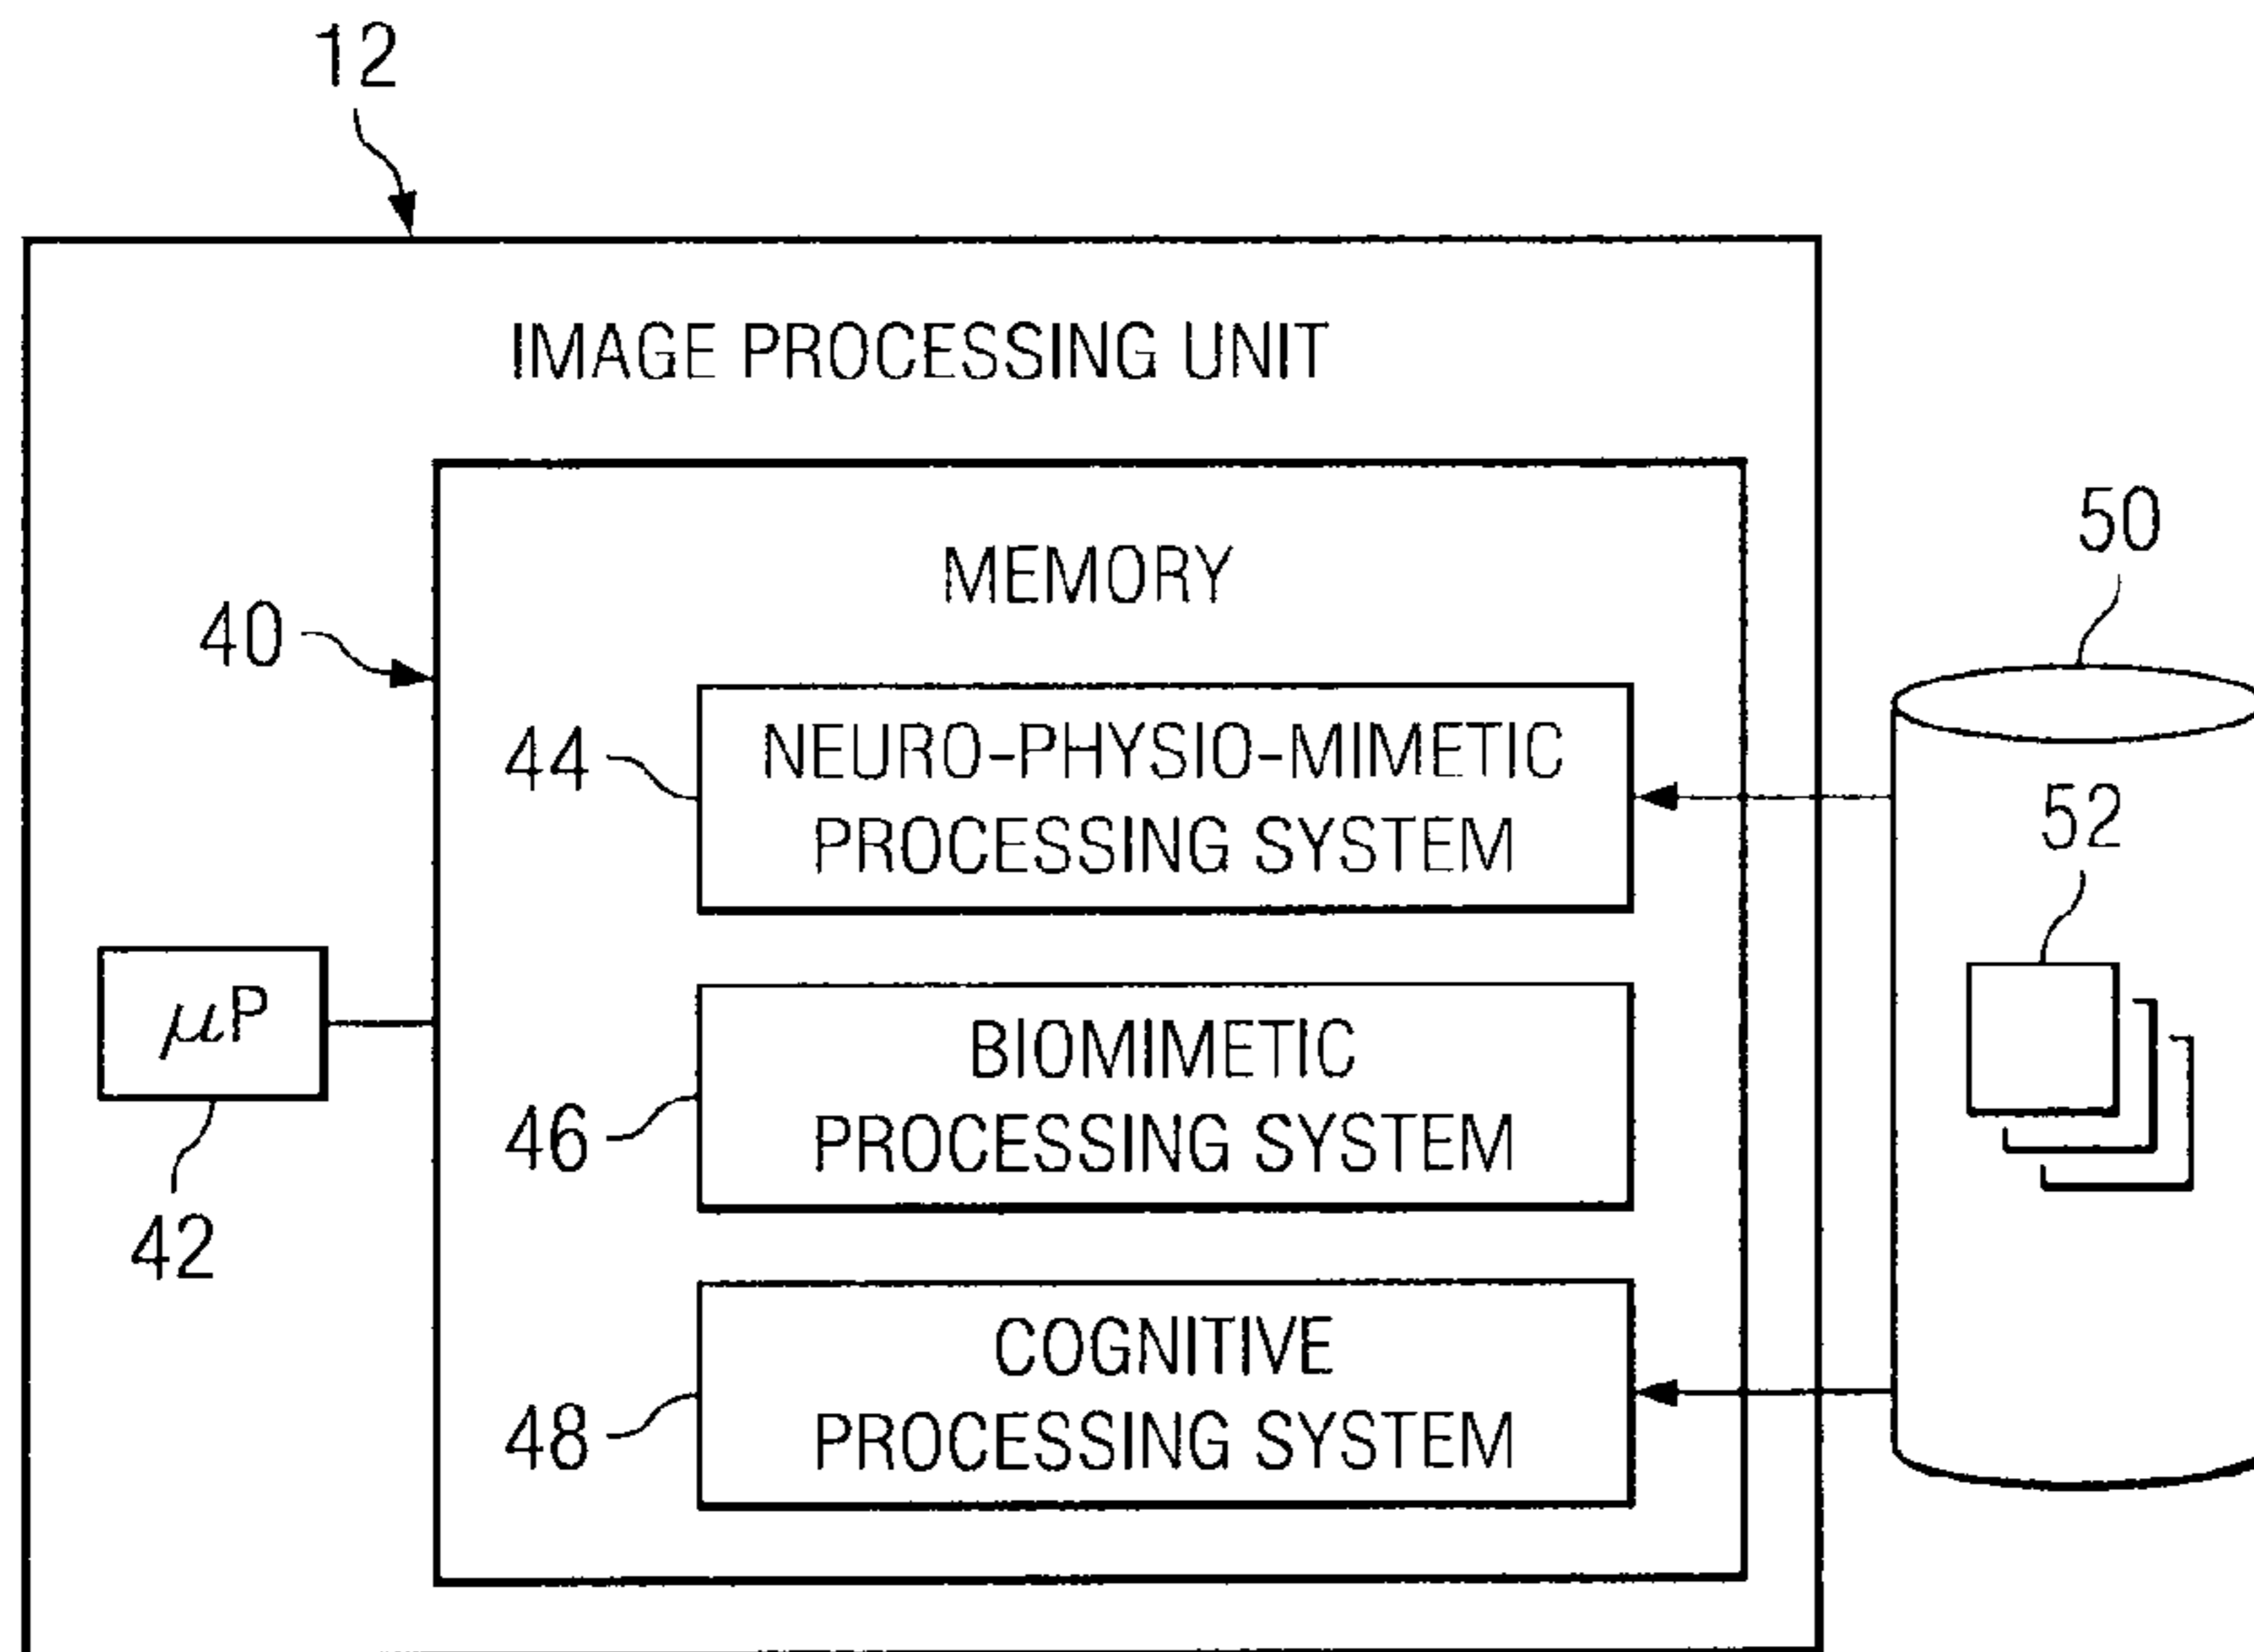 12
IMAGE PROCESSING UNIT
MEMORY
50
40
44
NEURO-PHYSIO-MIMETIC
PROCESSING SYSTEM
52
μP
42
BIOMIMETIC
PROCESSING SYSTEM
46
COGNITIVE
PROCESSING SYSTEM
48